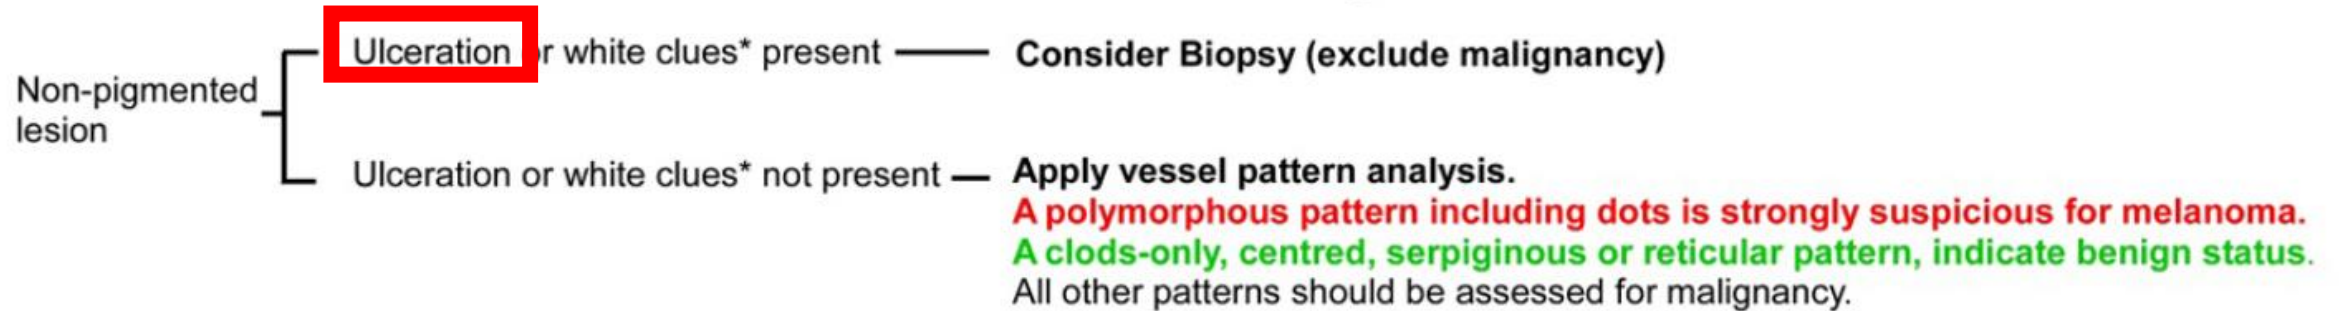 Ulceration r white clues* present
Consider Biopsy (exclude malignancy)
Non-pigmented
lesion
Ulceration or white clues* not present
Apply vessel pattern analysis.
A polymorphous pattern including dots is strongly suspicious for melanoma.
A clods-only, centred, serpiginous or reticular pattern, indicate benign status.
All other patterns should be assessed for malignancy.